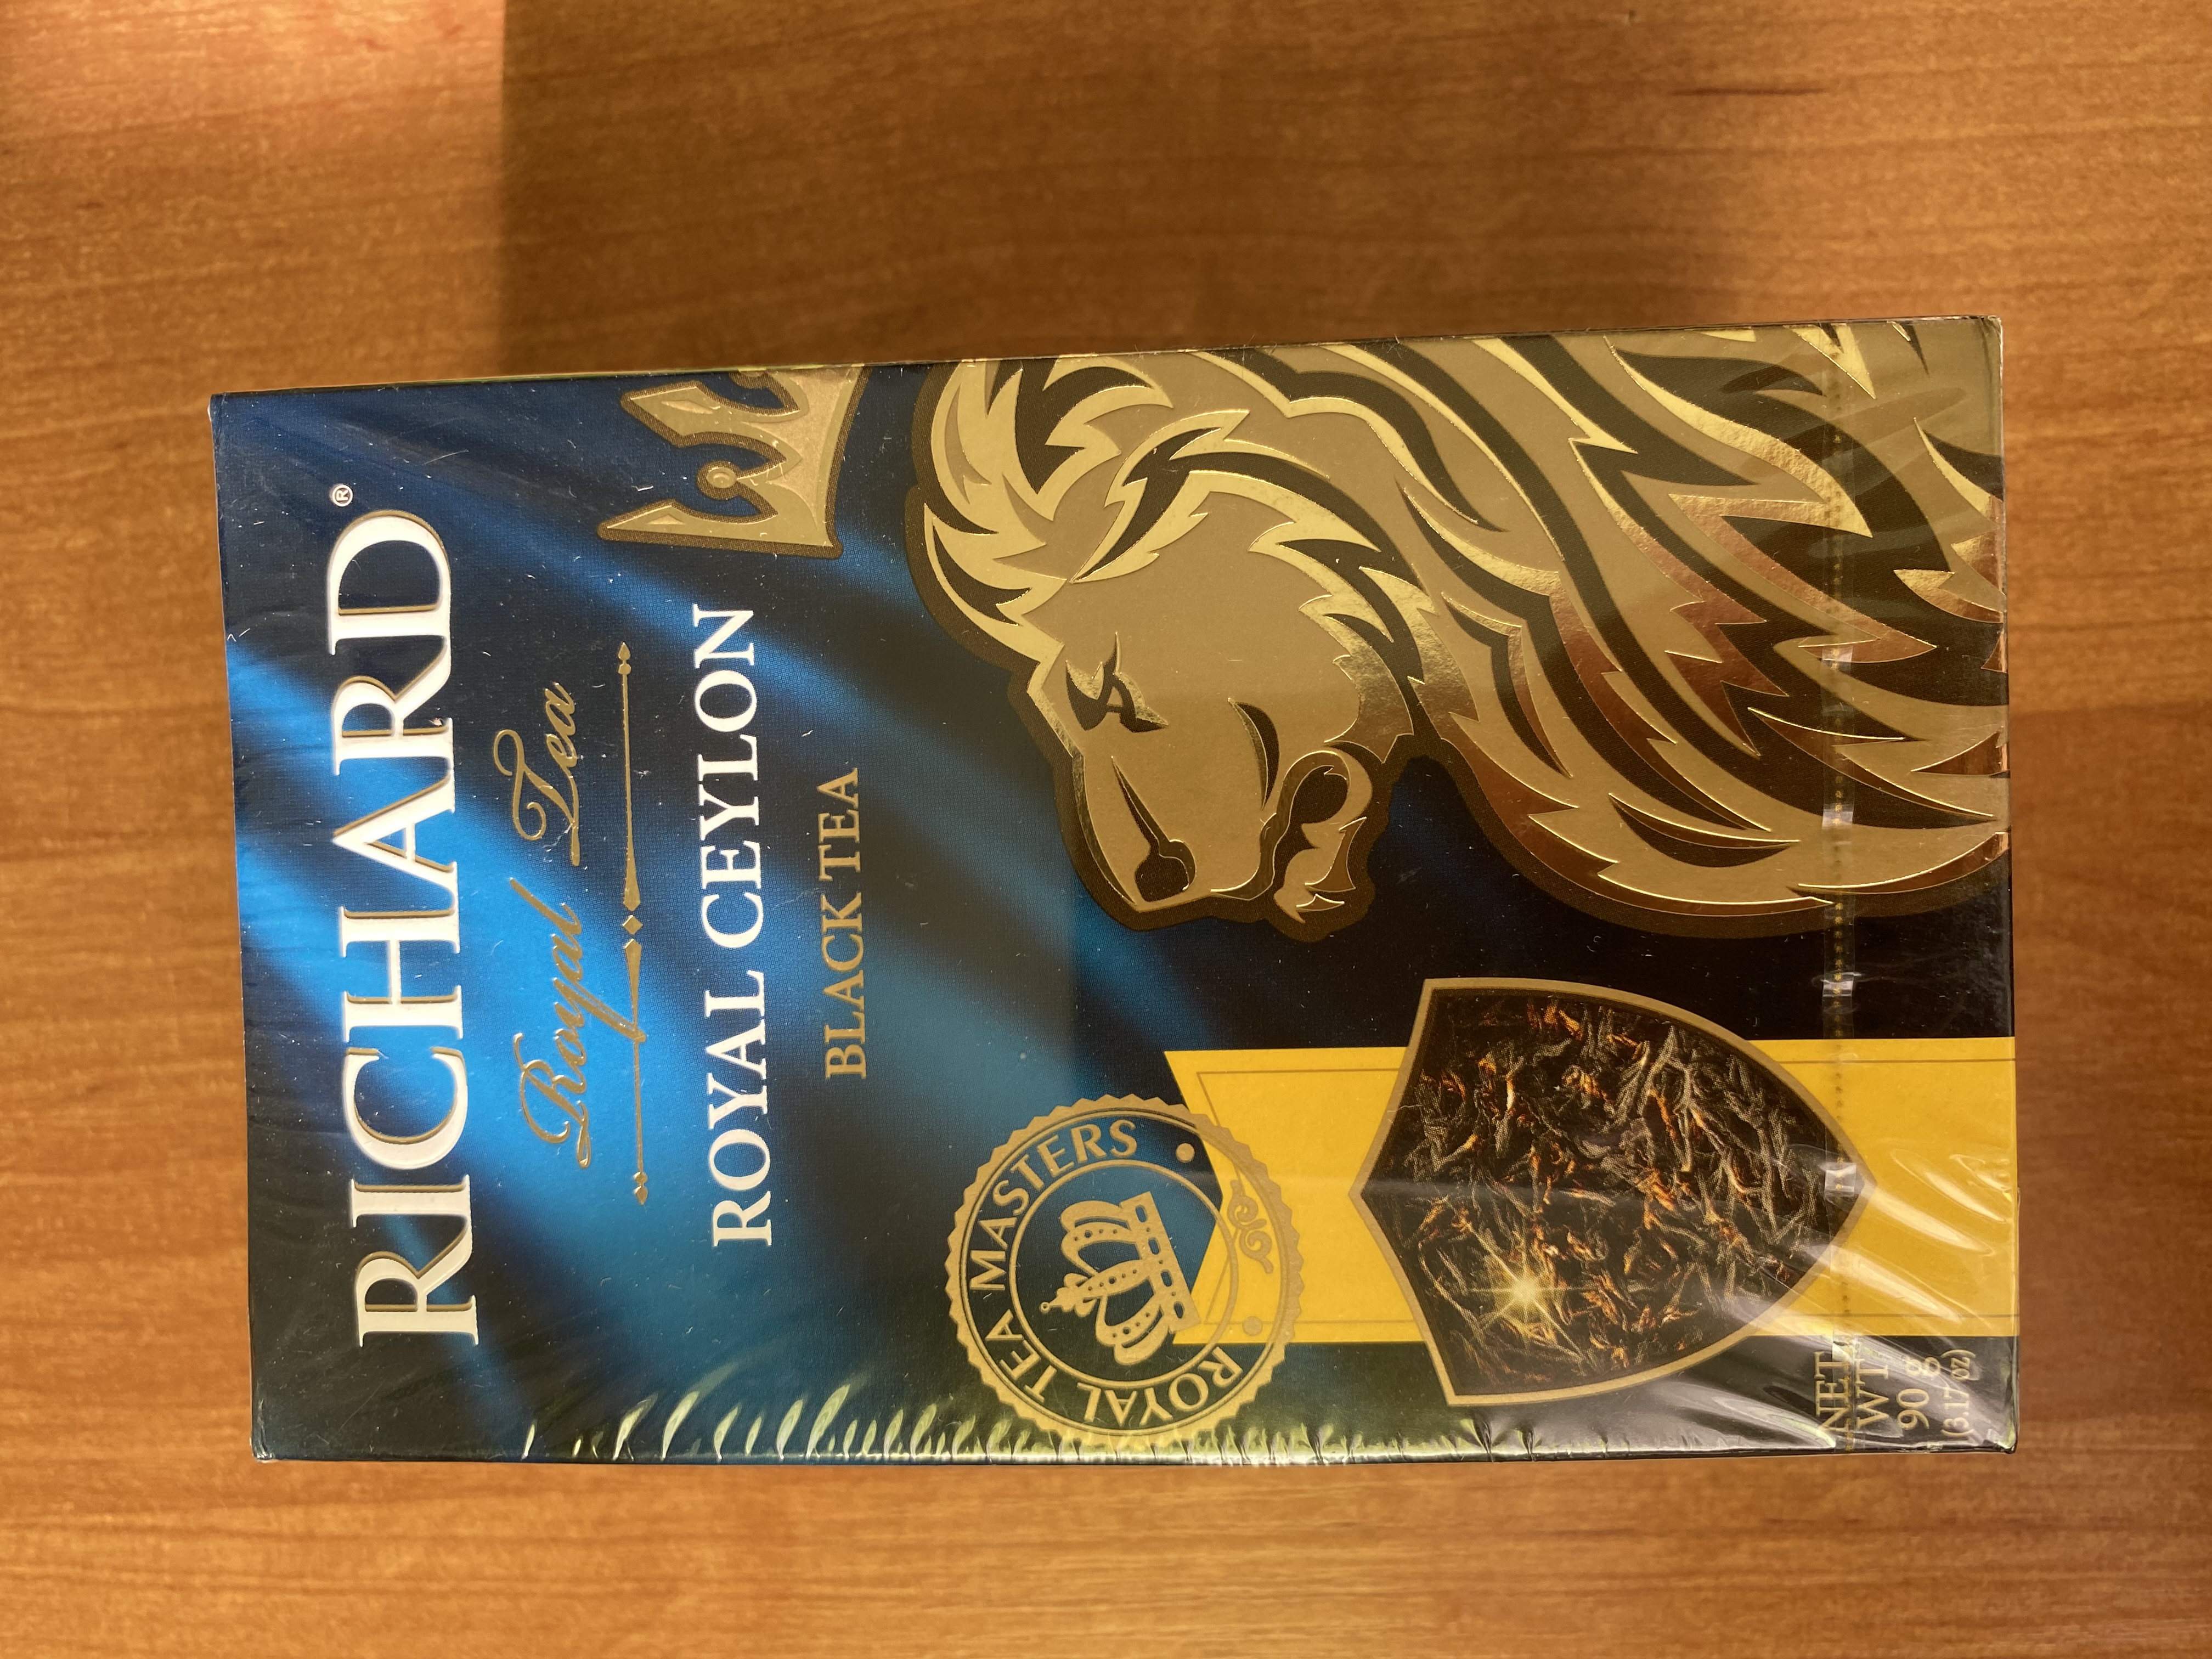 RICHARD®
Royal Tea
ROYAL CEYLON
BLACK TEA
ROYAL TEA MASTERS
NET
WT
90 g
(3.17 oz)